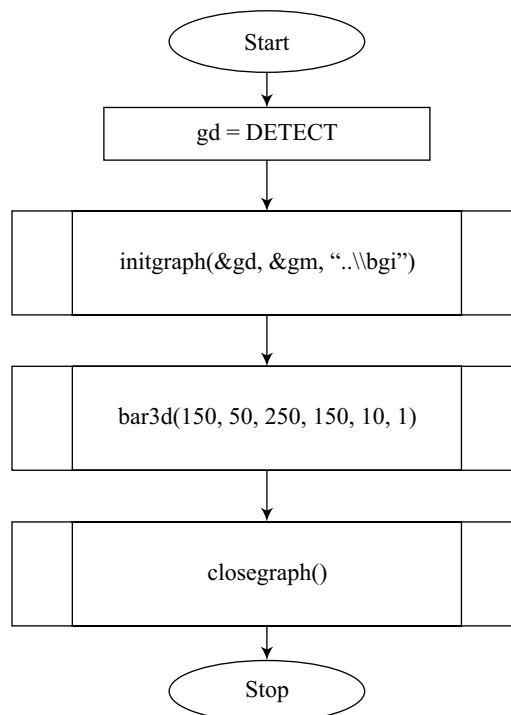 Start
gd = DETECT
initgraph(&gd, &gm, “..\\bgi”)
bar3d(150, 50, 250, 150, 10, 1)
closegraph()
Stop